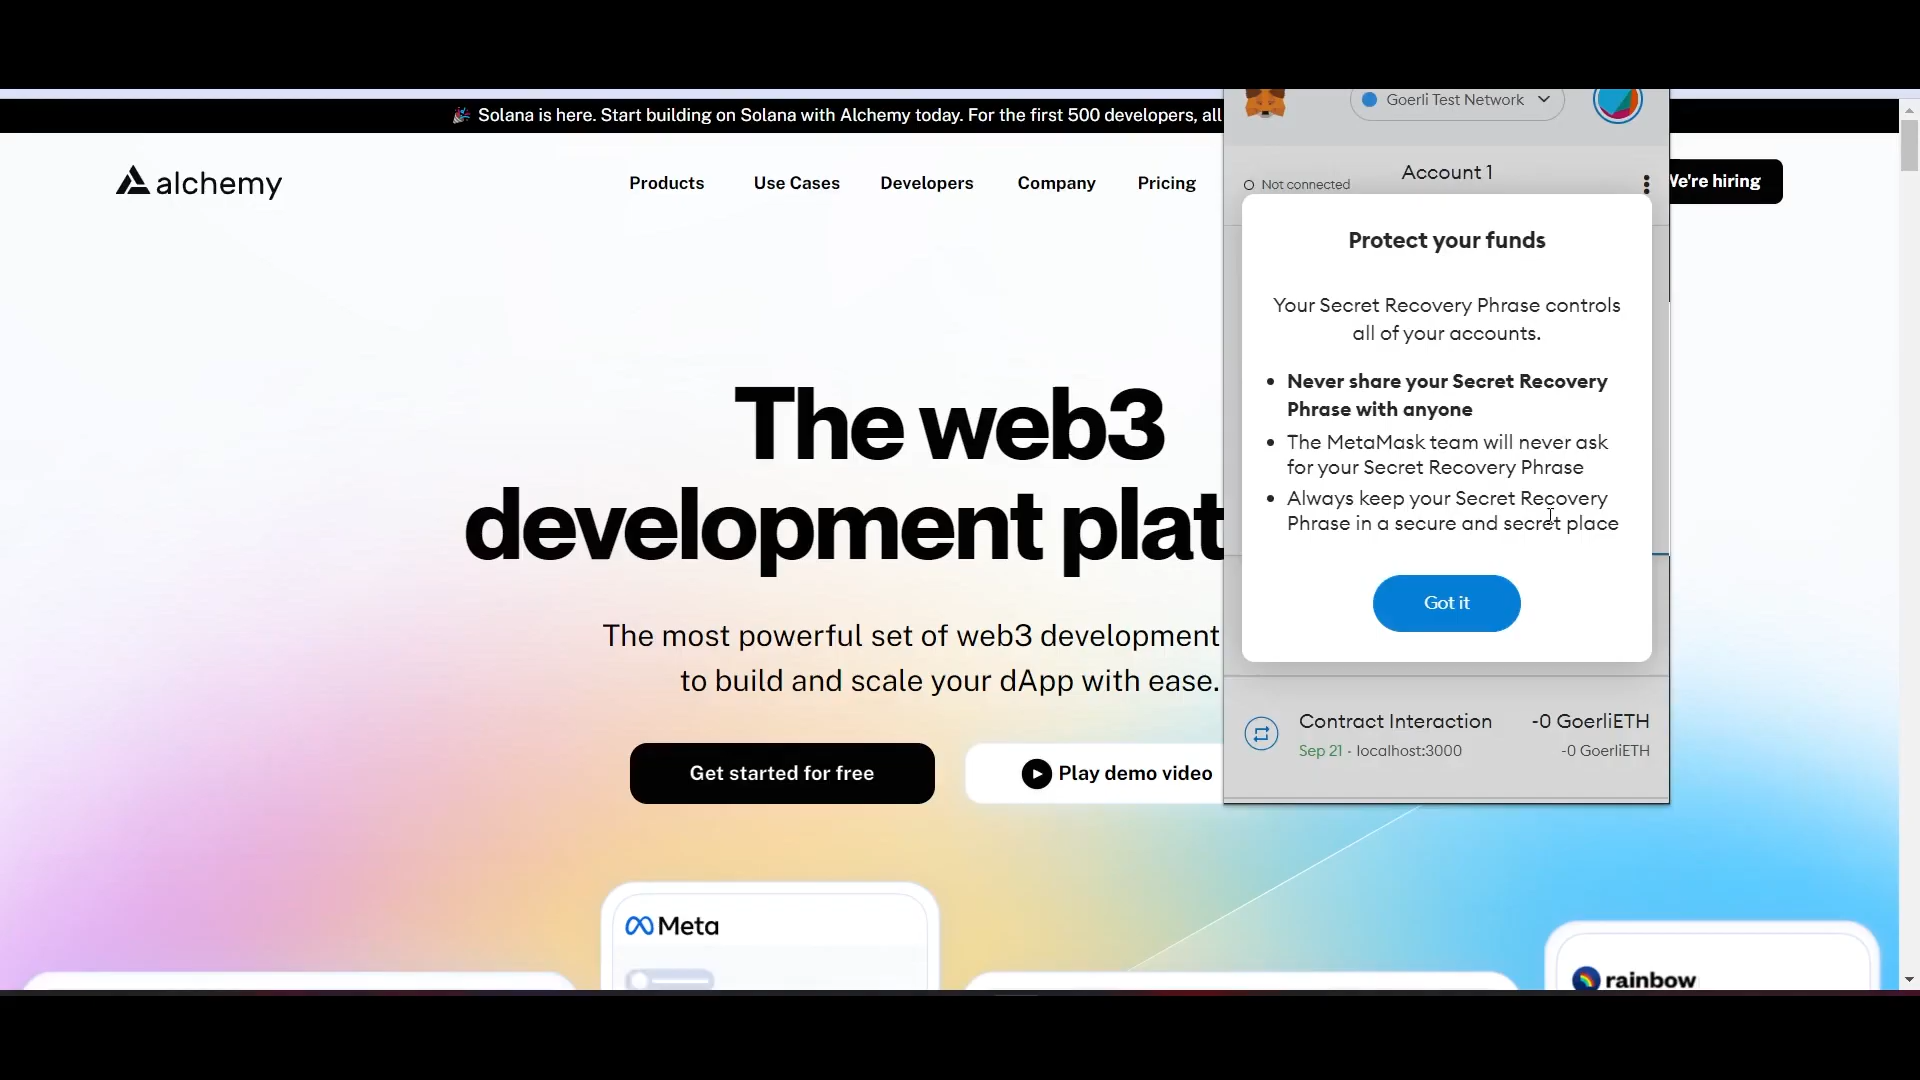 🎉 Solana is here. Start building on Solana with Alchemy today. For the first 500 developers, all
Goerli Test Network
alchemy
Products
Use Cases
Developers
Company
Pricing
We're hiring
Account 1
Not connected
Protect your funds
Your Secret Recovery Phrase controls
all of your accounts.
• Never share your Secret Recovery
Phrase with anyone
• The MetaMask team will never ask
for your Secret Recovery Phrase
• Always keep your Secret Recovery
Phrase in a secure and secret place
Got it
Contract Interaction
-0 GoerliETH
Sep 21 · localhost:3000
-0 GoerliETH
The web3
development plat
The most powerful set of web3 development
to build and scale your dApp with ease.
Get started for free
Play demo video
Meta
rainbow